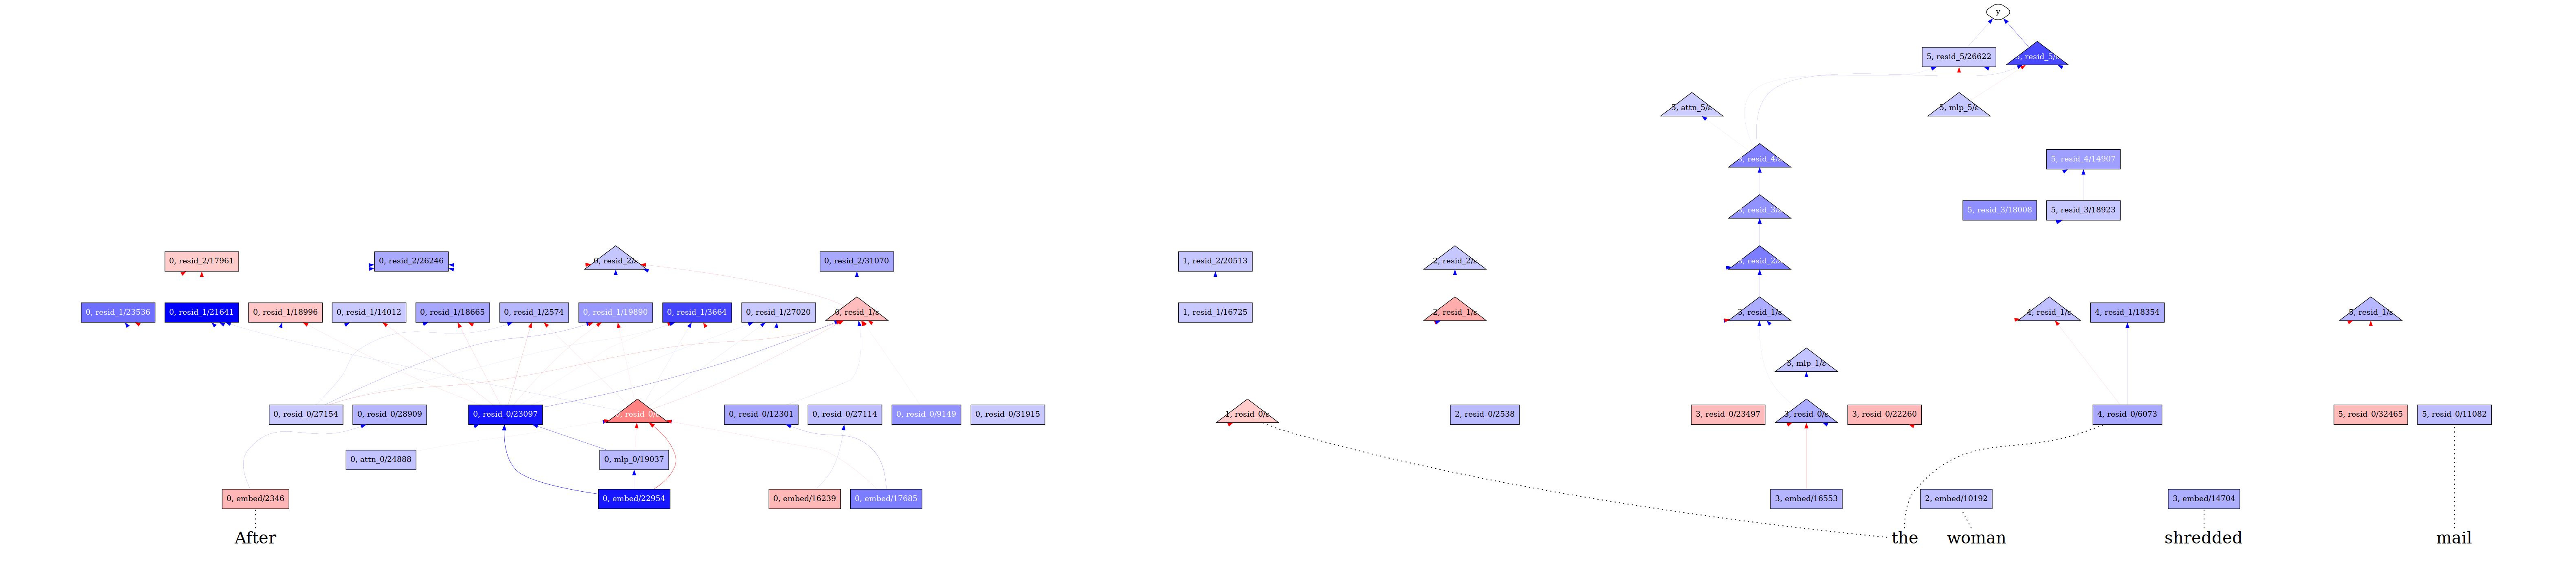 y
5, resid_5/26622
5, resid_5/ε
5, attn_5/ε
5, mlp_5/ε
resid_4/
5, resid_4/14907
resid_3/
5, resid_3/18008
5, resid_3/18923
0, resid_2/17961
0, resid_2/26246
0, resid_2/ε
0, resid_2/31070
1, resid_2/20513
2, resid_2/ε
resid_2/
0, resid_1/23536
0, resid_1/21641
0, resid_1/18996
0, resid_1/14012
0, resid_1/18665
0, resid_1/2574
0, resid_1/19890
0, resid_1/3664
0, resid_1/27020
0, resid_1/ε
1, resid_1/16725
2, resid_1/ε
3, resid_1/ε
4, resid_1/ε
4, resid_1/18354
5, resid_1/ε
3, mlp_1/ε
0, resid_0/27154
0, resid_0/28909
0, resid_0/23097
0, resid_0/ε
0, resid_0/12301
0, resid_0/27114
0, resid_0/9149
0, resid_0/31915
1, resid_0/ε
2, resid_0/2538
3, resid_0/23497
3, resid_0/ε
3, resid_0/22260
4, resid_0/6073
5, resid_0/32465
5, resid_0/11082
0, attn_0/24888
0, mlp_0/19037
0, embed/2346
0, embed/22954
0, embed/16239
0, embed/17685
3, embed/16553
2, embed/10192
3, embed/14704
After
the
woman
shredded
mail